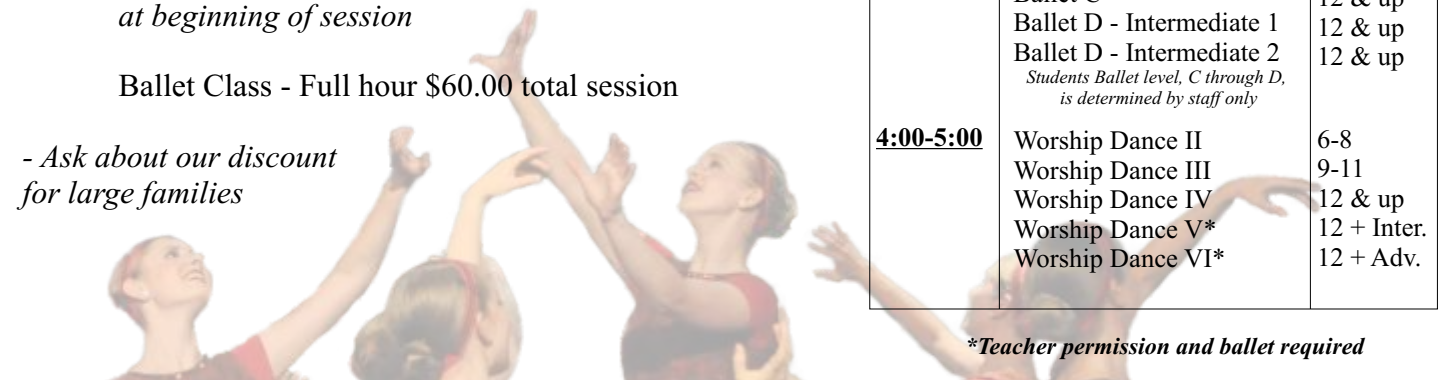 at beginning of session
Ballet Class - Full hour $60.00 total session
- Ask about our discount
for large families
Ballet C 12 & up
Ballet D - Intermediate 1 12 & up
Ballet D - Intermediate 2 12 & up
Students Ballet level, C through D,
is determined by staff only
4:00-5:00 Worship Dance II 6-8
Worship Dance III 9-11
Worship Dance IV 12 & up
Worship Dance V* 12 + Inter.
Worship Dance VI* 12 + Adv.
*Teacher permission and ballet required